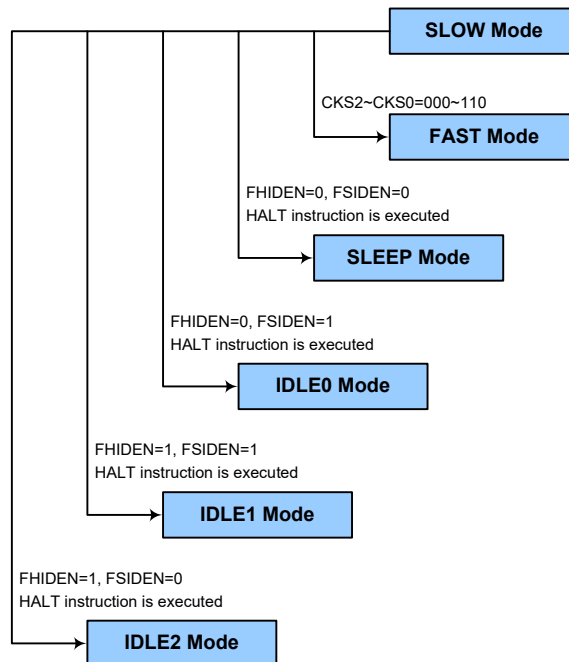 SLOW Mode
CKS2~CKS0=000~110
FAST Mode
FHIDEN=0, FSIDEN=0
HALT instruction is executed
SLEEP Mode
FHIDEN=0, FSIDEN=1
HALT instruction is executed
IDLE0 Mode
FHIDEN=1, FSIDEN=1
HALT instruction is executed
IDLE1 Mode
FHIDEN=1, FSIDEN=0
HALT instruction is executed
IDLE2 Mode